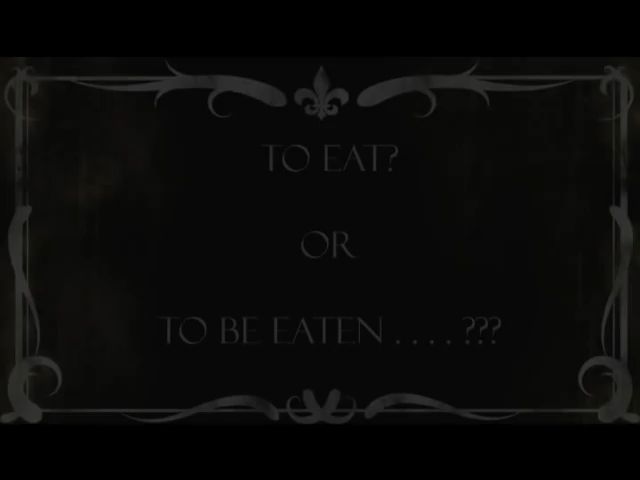 TO EAT?
OR
TO BE EATEN....???